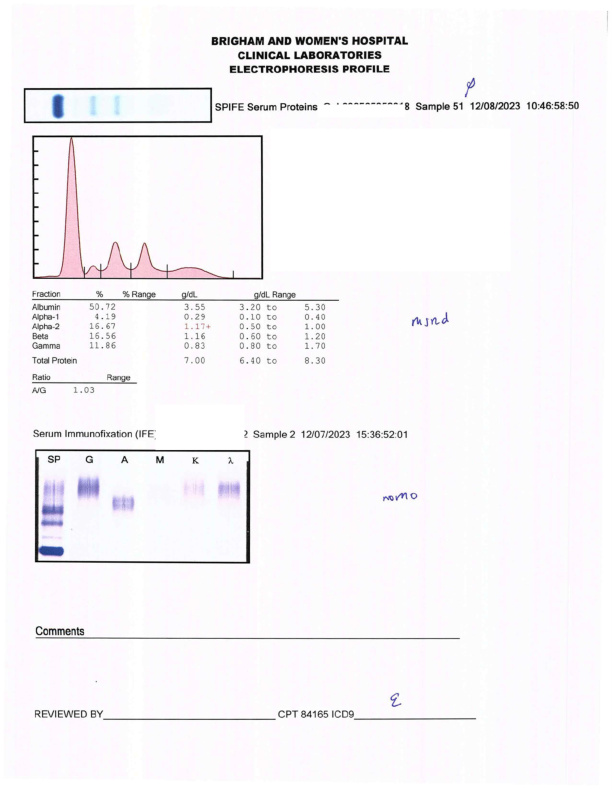 BRIGHAM AND WOMEN'S HOSPITAL
CLINICAL LABORATORIES
ELECTROPHORESIS PROFILE
SPIFE Serum Proteins 8 Sample 51 12/08/2023 10:46:58:50
Fraction % % Range g/dL g/dL Range
Albumin 50.72 3.55 3.20 to 5.30
Alpha-1 4.19 0.29 0.10 to 0.40
Alpha-2 16.67 1.17+ 0.50 to 1.00
Beta 16.56 1.16 0.60 to 1.20
Gamma 11.86 0.83 0.80 to 1.70
Total Protein 7.00 6.40 to 8.30
Ratio Range
A/G 1.03
Serum Immunofixation (IFE) 2 Sample 2 12/07/2023 15:36:52:01
SP G A M K λ
Comments
REVIEWED BY CPT 84165 ICD9